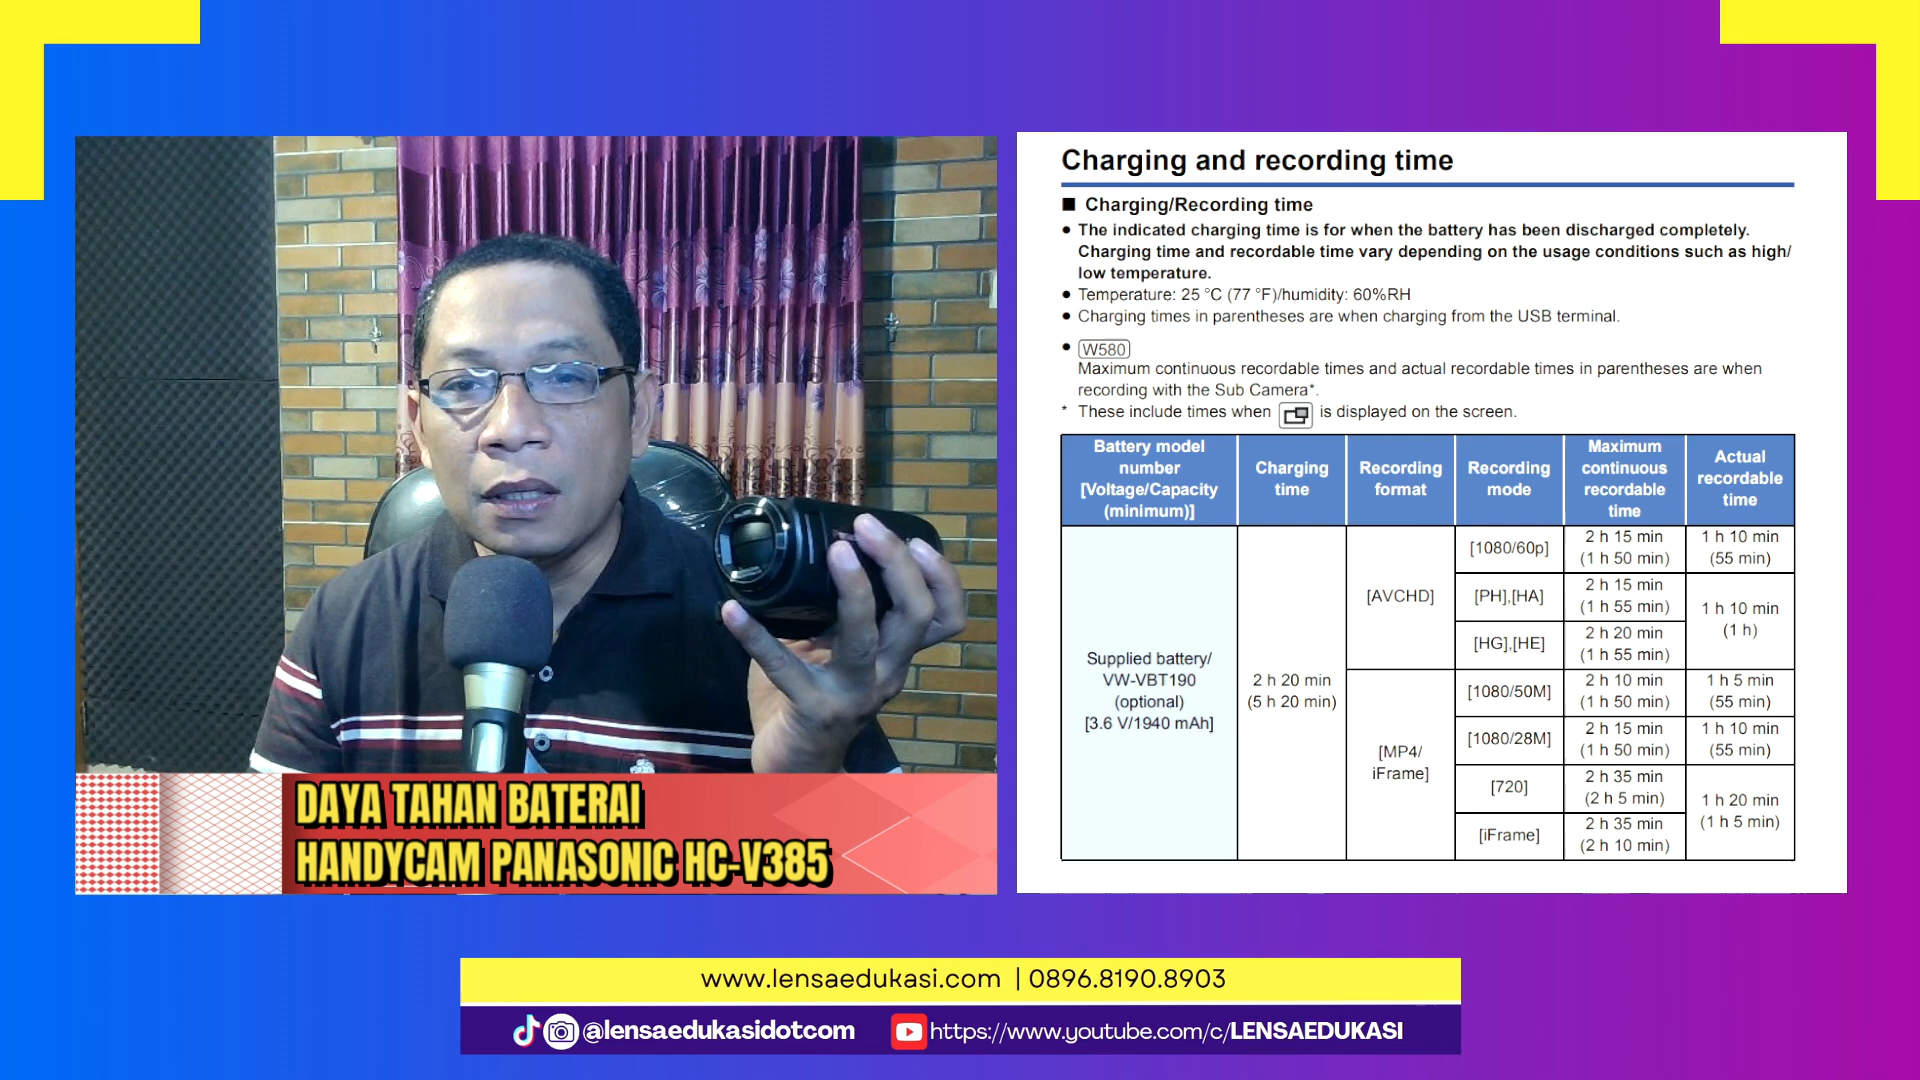 DAYA TAHAN BATERAI
HANDYCAM PANASONIC HC-V385
Charging and recording time
■ Charging/Recording time
● The indicated charging time is for when the battery has been discharged completely.
Charging time and recordable time vary depending on the usage conditions such as high/
low temperature.
● Temperature: 25 °C (77 °F)/humidity: 60%RH
● Charging times in parentheses are when charging from the USB terminal.
● W580
Maximum continuous recordable times and actual recordable times in parentheses are when
recording with the Sub Camera*.
* These include times when is displayed on the screen.
Battery model number [Voltage/Capacity (minimum)] Charging time Recording format Recording mode Maximum continuous recordable time Actual recordable time
Supplied battery/ VW-VBT190 (optional) [3.6 V/1940 mAh] 2 h 20 min (5 h 20 min)
[AVCHD] [1080/60p] 2 h 15 min (1 h 50 min) 1 h 10 min (55 min)
[PH],[HA] 2 h 15 min (1 h 55 min) 1 h 10 min (1 h)
[HG],[HE] 2 h 20 min (1 h 55 min)
[MP4/ iFrame] [1080/50M] 2 h 10 min (1 h 50 min) 1 h 5 min (55 min)
[1080/28M] 2 h 15 min (1 h 50 min) 1 h 10 min (55 min)
[720] 2 h 35 min (2 h 5 min) 1 h 20 min (1 h 5 min)
[iFrame] 2 h 35 min (2 h 10 min)
www.lensaedukasi.com | 0896.8190.8903
@lensaedukasidotcom https://www.youtube.com/c/LENSAEDUKASI